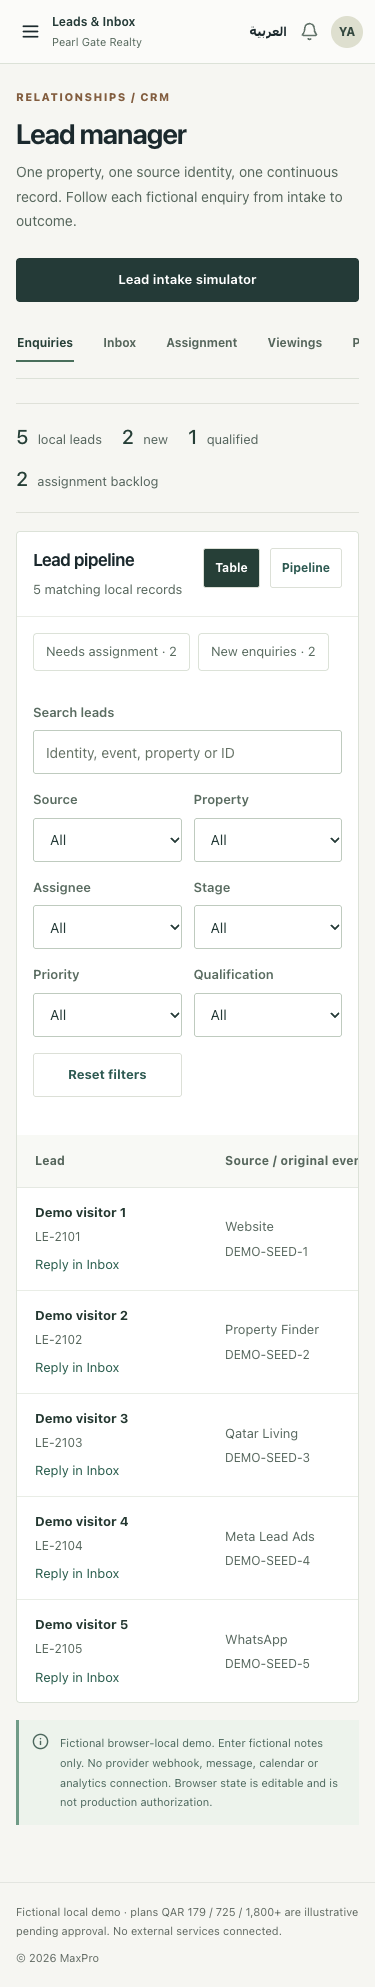 Leads & Inbox
Pearl Gate Realty
العربية
YA
RELATIONSHIPS / CRM
Lead manager
One property, one source identity, one continuous
record. Follow each fictional enquiry from intake to
outcome.
Lead intake simulator
Enquiries Inbox Assignment Viewings P
5 local leads 2 new 1 qualified
2 assignment backlog
Lead pipeline
5 matching local records
Table Pipeline
Needs assignment · 2 New enquiries · 2
Search leads
Identity, event, property or ID
Source Property
All All
Assignee Stage
All All
Priority Qualification
All All
Reset filters
Lead Source / original ever
Demo visitor 1
LE-2101
Reply in Inbox
Website
DEMO-SEED-1
Demo visitor 2
LE-2102
Reply in Inbox
Property Finder
DEMO-SEED-2
Demo visitor 3
LE-2103
Reply in Inbox
Qatar Living
DEMO-SEED-3
Demo visitor 4
LE-2104
Reply in Inbox
Meta Lead Ads
DEMO-SEED-4
Demo visitor 5
LE-2105
Reply in Inbox
WhatsApp
DEMO-SEED-5
Fictional browser-local demo. Enter fictional notes
only. No provider webhook, message, calendar or
analytics connection. Browser state is editable and is
not production authorization.
Fictional local demo · plans QAR 179 / 725 / 1,800+ are illustrative
pending approval. No external services connected.
© 2026 MaxPro